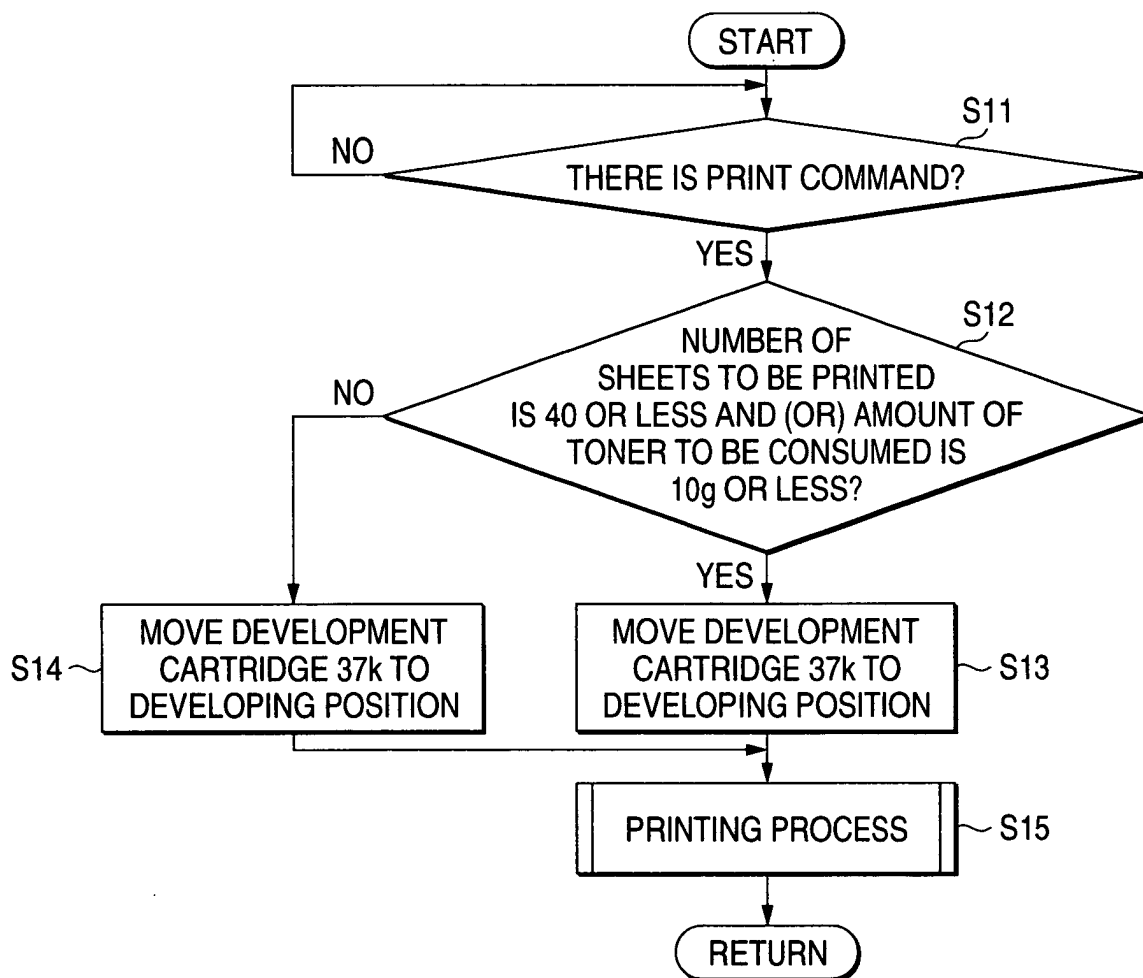 START
S11
NO
THERE IS PRINT COMMAND?
YES
S12
NO
NUMBER OF
SHEETS TO BE PRINTED
IS 40 OR LESS AND (OR) AMOUNT OF
TONER TO BE CONSUMED IS
10g OR LESS?
YES
S14
MOVE DEVELOPMENT
CARTRIDGE 37k TO
DEVELOPING POSITION
MOVE DEVELOPMENT
CARTRIDGE 37k TO
DEVELOPING POSITION
S13
PRINTING PROCESS
S15
RETURN